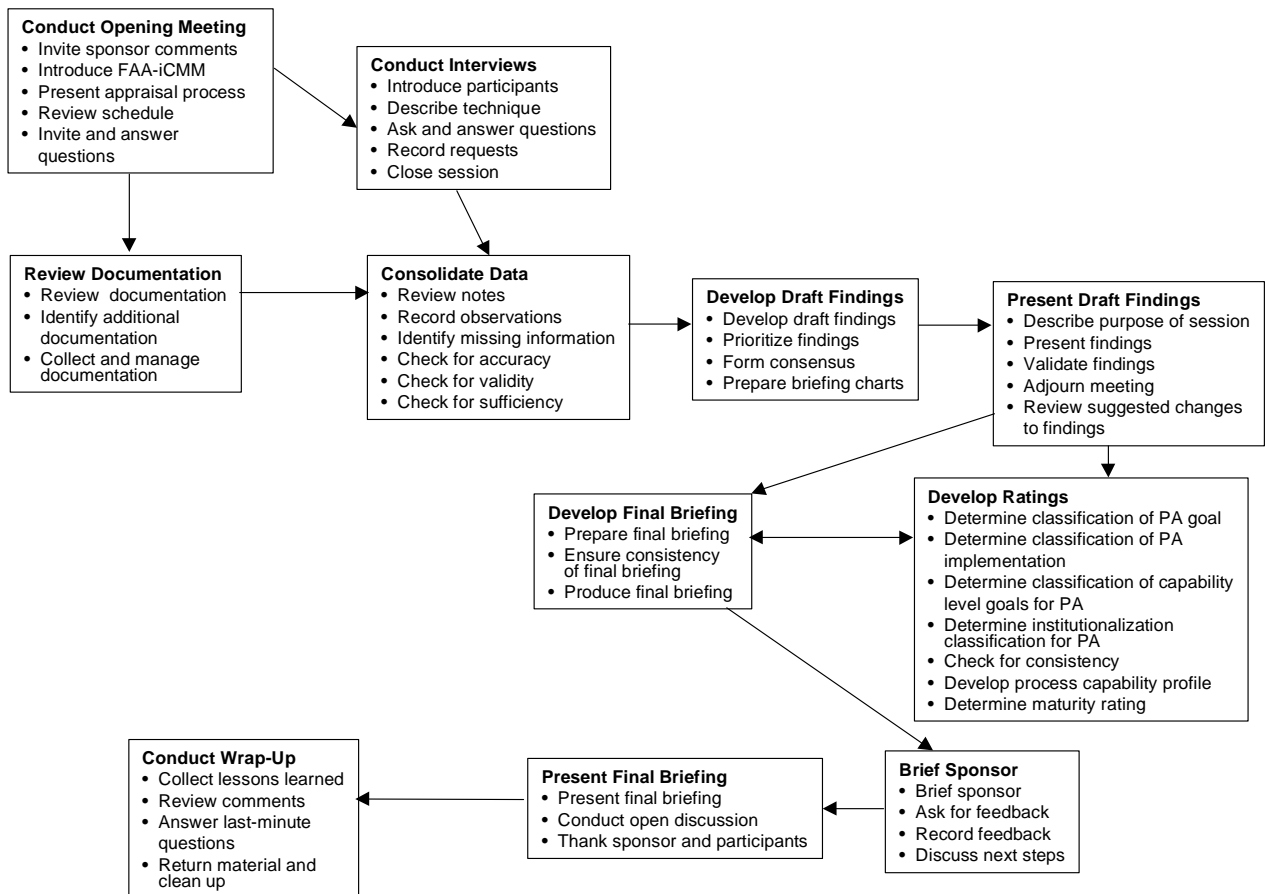 Conduct Opening Meeting
• Invite sponsor comments
• Introduce FAA-iCMM
• Present appraisal process
• Review schedule
• Invite and answer
questions
Conduct Interviews
• Introduce participants
• Describe technique
• Ask and answer questions
• Record requests
• Close session
Review Documentation
• Review documentation
• Identify additional
documentation
• Collect and manage
documentation
Consolidate Data
• Review notes
• Record observations
• Identify missing information
• Check for accuracy
• Check for validity
• Check for sufficiency
Develop Draft Findings
• Develop draft findings
• Prioritize findings
• Form consensus
• Prepare briefing charts
Present Draft Findings
• Describe purpose of session
• Present findings
• Validate findings
• Adjourn meeting
• Review suggested changes
to findings
Develop Final Briefing
• Prepare final briefing
• Ensure consistency
of final briefing
• Produce final briefing
Develop Ratings
• Determine classification of PA goal
• Determine classification of PA
implementation
• Determine classification of capability
level goals for PA
• Determine institutionalization
classification for PA
• Check for consistency
• Develop process capability profile
• Determine maturity rating
Conduct Wrap-Up
• Collect lessons learned
• Review comments
• Answer last-minute
questions
• Return material and
clean up
Present Final Briefing
• Present final briefing
• Conduct open discussion
• Thank sponsor and participants
Brief Sponsor
• Brief sponsor
• Ask for feedback
• Record feedback
• Discuss next steps